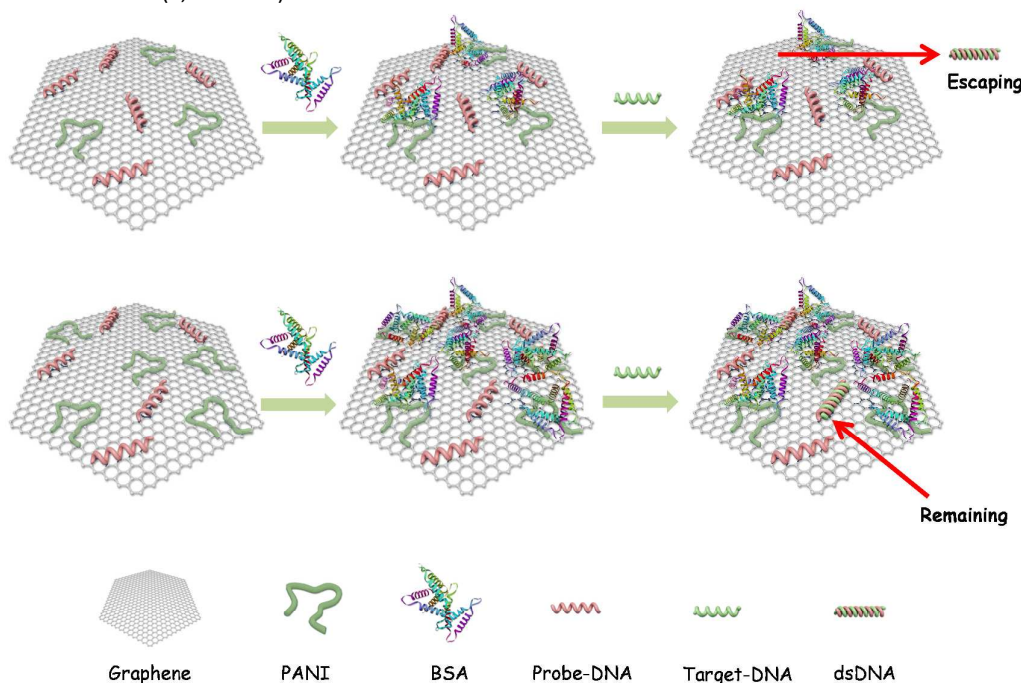 Escaping
Remaining
Graphene
PANI
BSA
Probe-DNA
Target-DNA
dsDNA